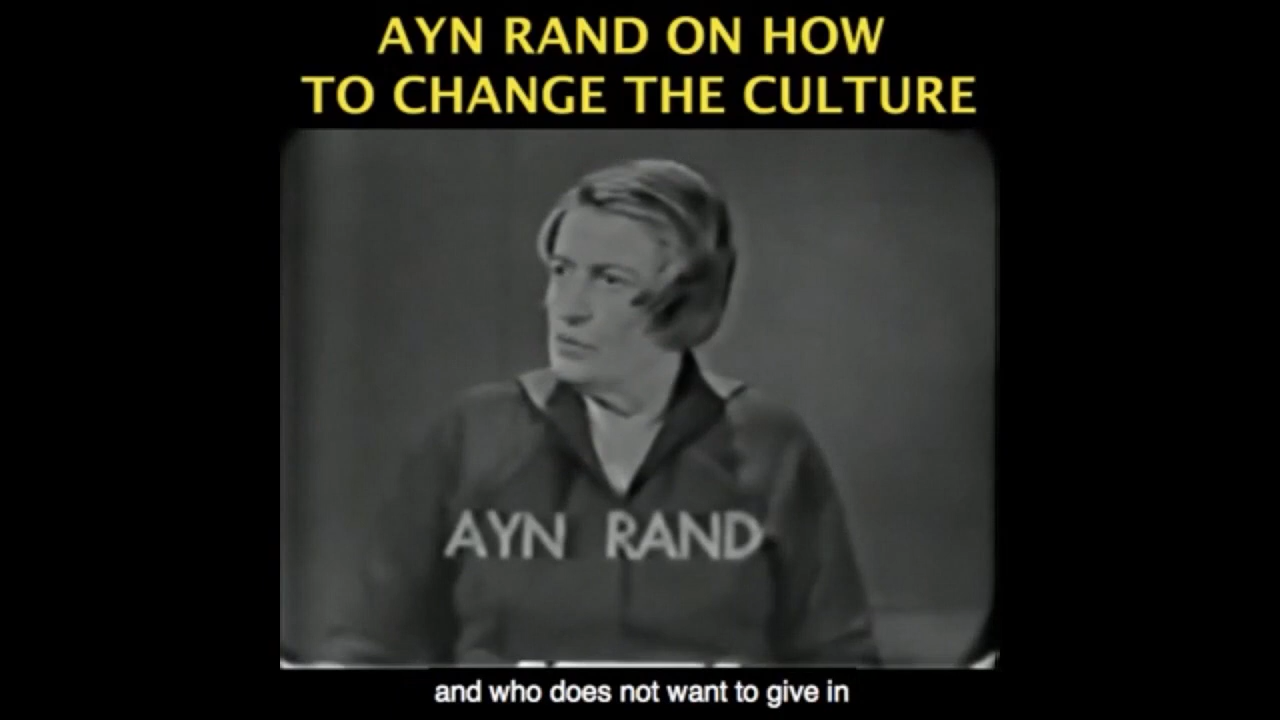 AYN RAND ON HOW
TO CHANGE THE CULTURE
AYN RAND
and who does not want to give in